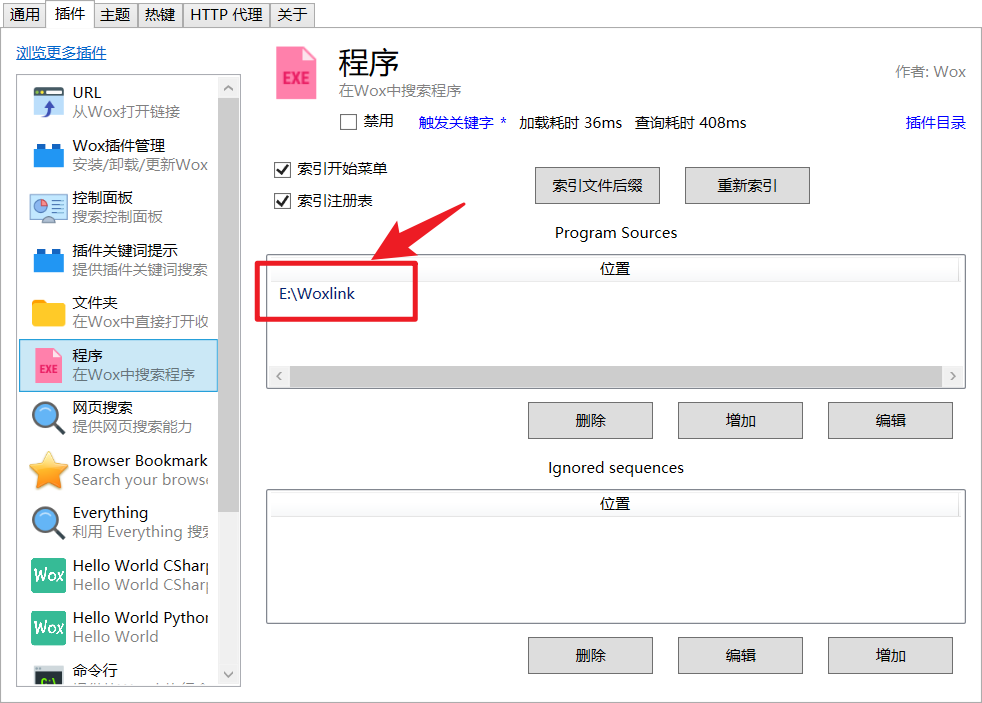 通用 插件 主题 热键 HTTP 代理 关于
浏览更多插件
URL
从Wox打开链接
Wox插件管理
安装/卸载/更新Wox
控制面板
搜索控制面板
插件关键词提示
提供插件关键词搜索
文件夹
在Wox中直接打开收
EXE
程序
在Wox中搜索程序
网页搜索
提供网页搜索能力
Browser Bookmark
Search your brows
Everything
利用 Everything 搜
Wox
Hello World CShar
Hello World CShar
Wox
Hello World Python
Hello World
命令行
EXE
程序
在Wox中搜索程序
作者: Wox
禁用 触发关键字 * 加载耗时 36ms 查询耗时 408ms 插件目录
索引开始菜单
索引注册表
索引文件后缀 重新索引
Program Sources
位置
E:\Woxlink
删除 增加 编辑
Ignored sequences
位置
删除 编辑 增加